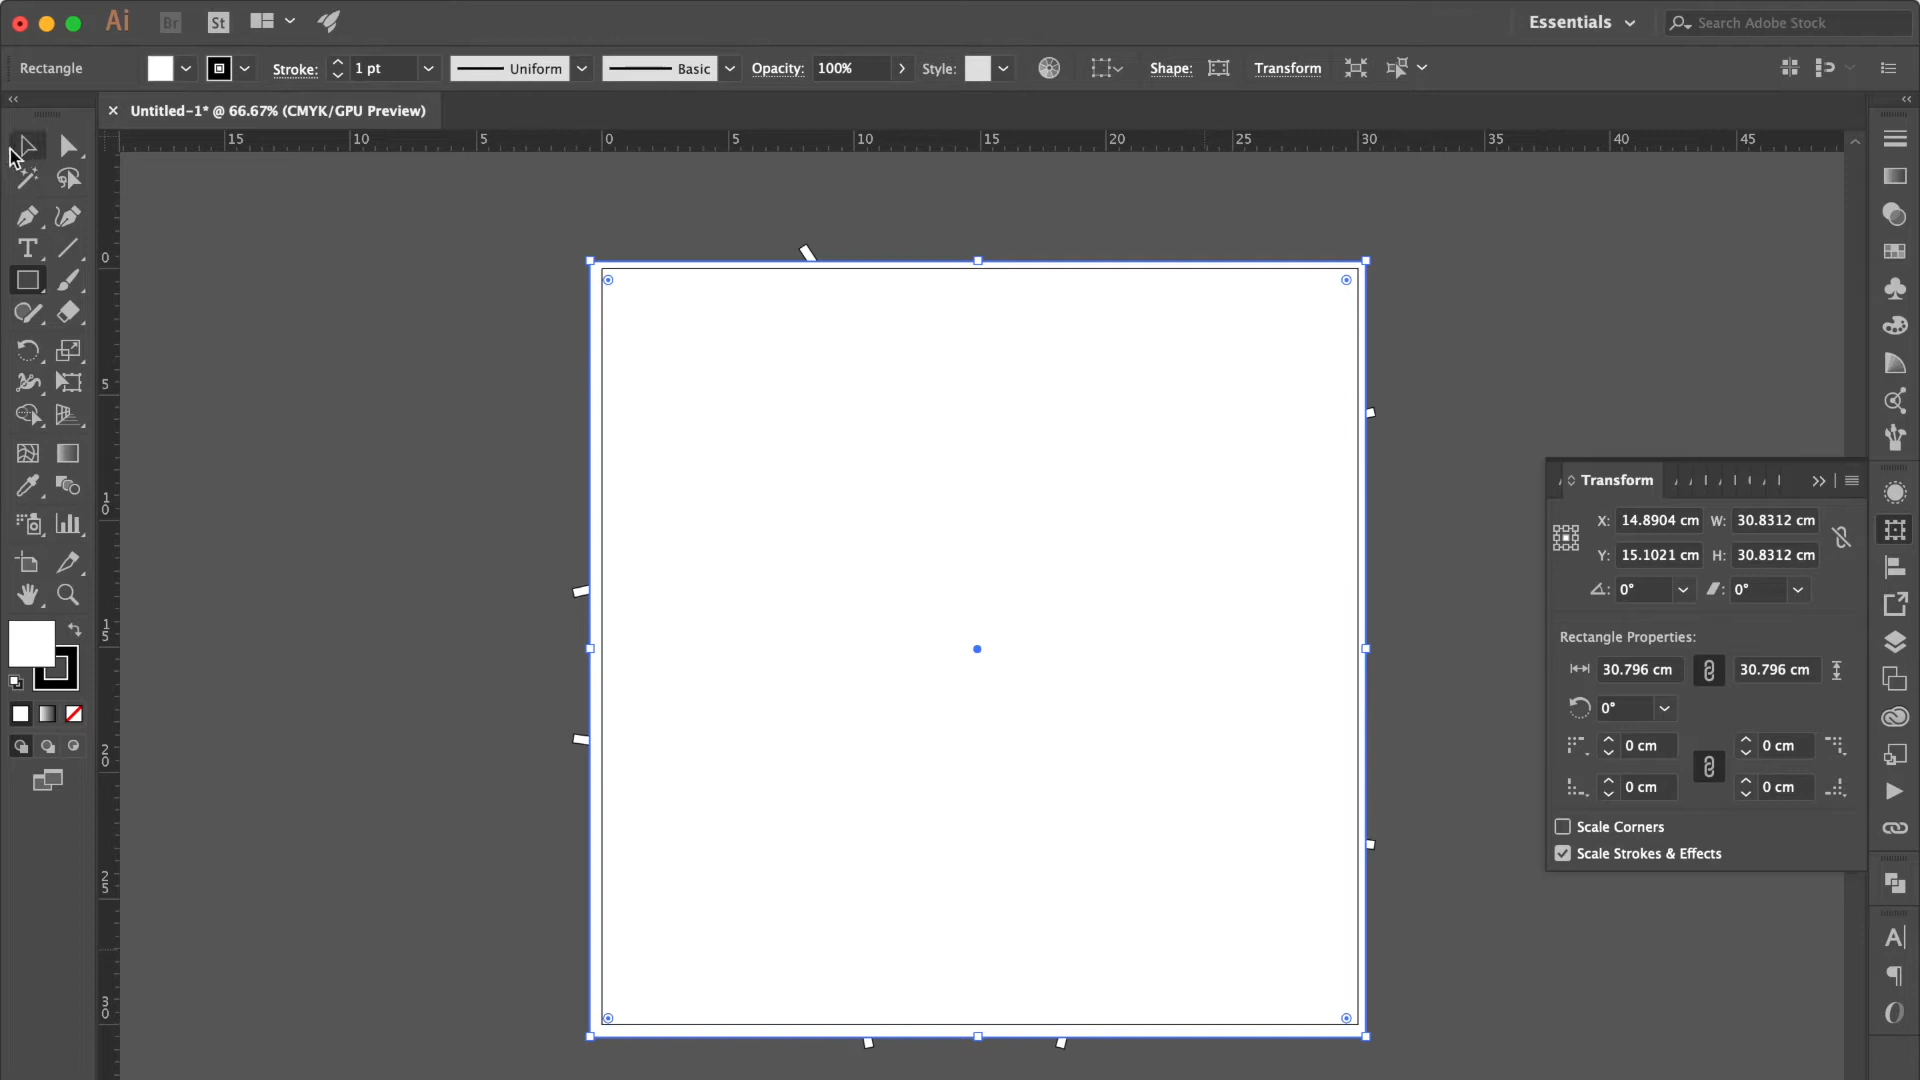 Ai Br St Essentials Search Adobe Stock
Rectangle Stroke: 1 pt Uniform Basic Opacity: 100% Style: Shape: Transform
Untitled-1* @ 66.67% (CMYK/GPU Preview)
15 10 5 0 5 10 15 20 25 30 35 40 45
0
5
10
15
20
25
30
T
Transform
X: 14.8904 cm W: 30.8312 cm
Y: 15.1021 cm H: 30.8312 cm
0° 0°
Rectangle Properties:
30.796 cm 30.796 cm
0°
0 cm 0 cm
0 cm 0 cm
Scale Corners
Scale Strokes & Effects
A